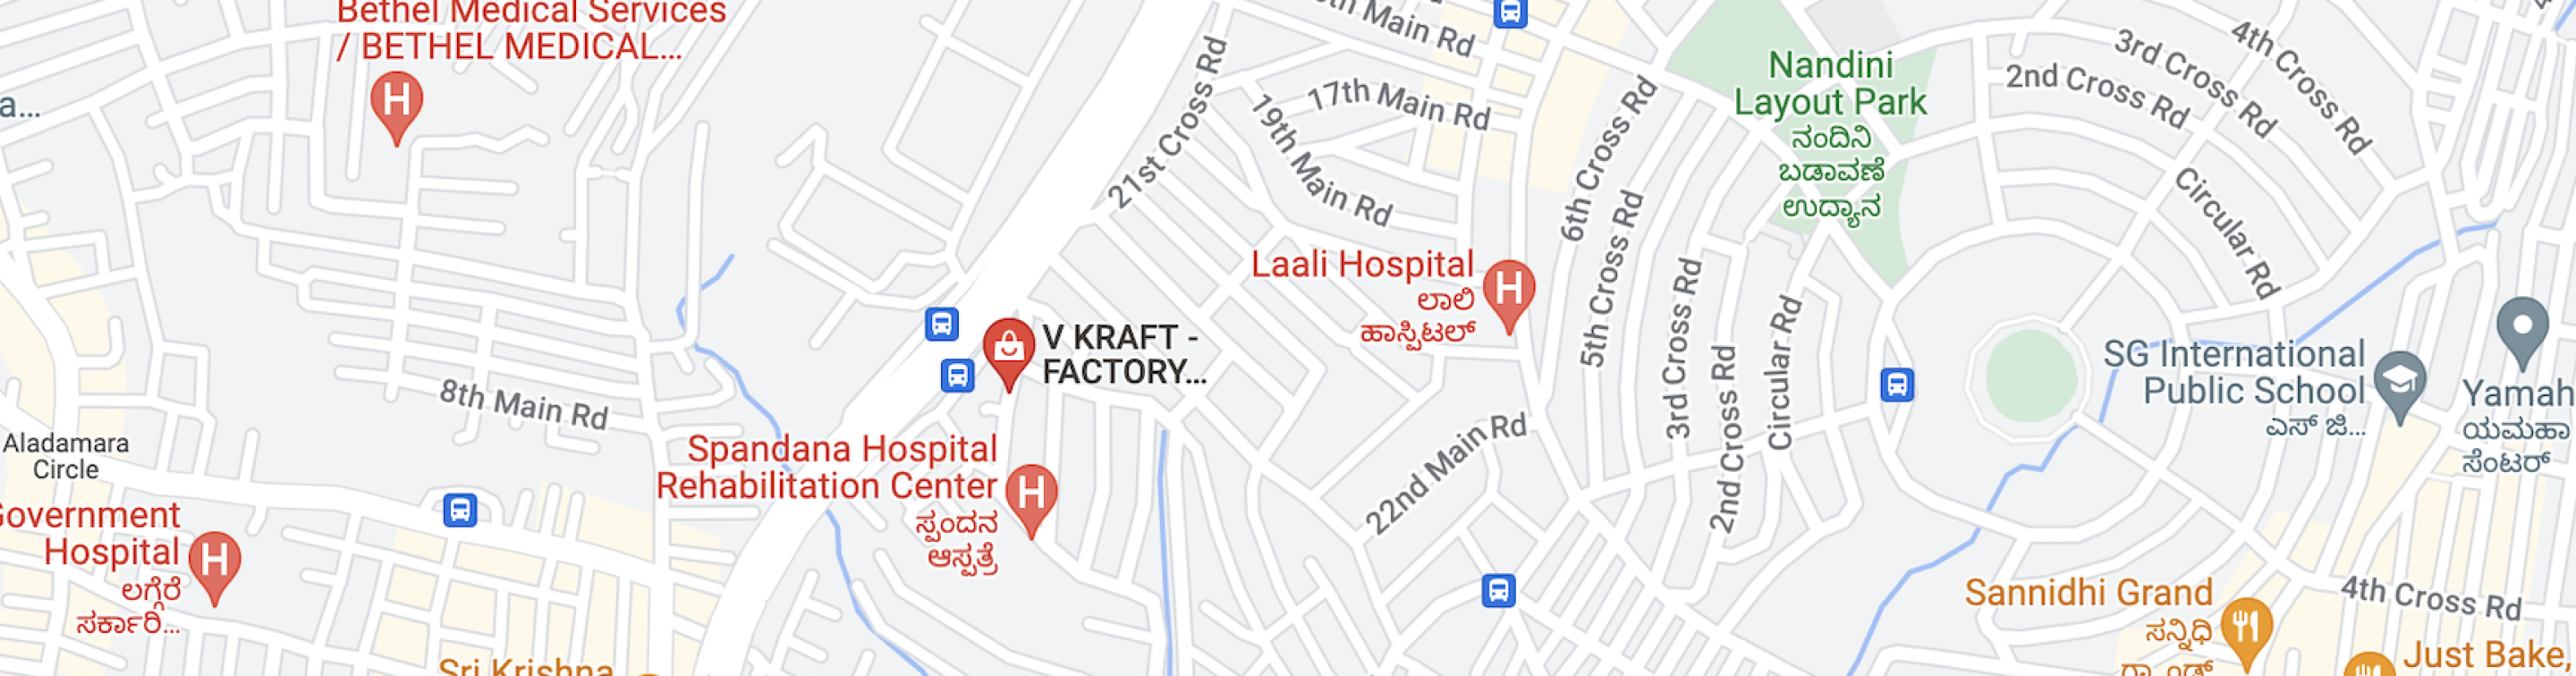 Bethel Medical Services
/ BETHEL MEDICAL...
H
a...
21st Cross Rd
Main Rd
17th Main Rd
19th Main Rd
Nandini
Layout Park
ನಂದಿನಿ
ಬಡಾವಣೆ
ಉದ್ಯಾನ
6th Cross Rd
5th Cross Rd
3rd Cross Rd
2nd Cross Rd
Circular Rd
2nd Cross Rd
3rd Cross Rd
4th Cross Rd
Circular Rd
Laali Hospital
ಲಾಲಿ
ಹಾಸ್ಪಿಟಲ್
H
V KRAFT -
FACTORY...
SG International
Public School
ಎಸ್ ಜಿ...
Yamah
ಯಮಹಾ
ಸೆಂಟರ್
8th Main Rd
Aladamara
Circle
Spandana Hospital
Rehabilitation Center
ಸ್ಪಂದನ
ಆಸ್ಪತ್ರೆ
H
22nd Main Rd
Government
Hospital
ಲಗ್ಗೆರೆ
ಸರ್ಕಾರಿ...
H
Sannidhi Grand
ಸನ್ನಿಧಿ
4th Cross Rd
Just Bake,
Sri Krishna